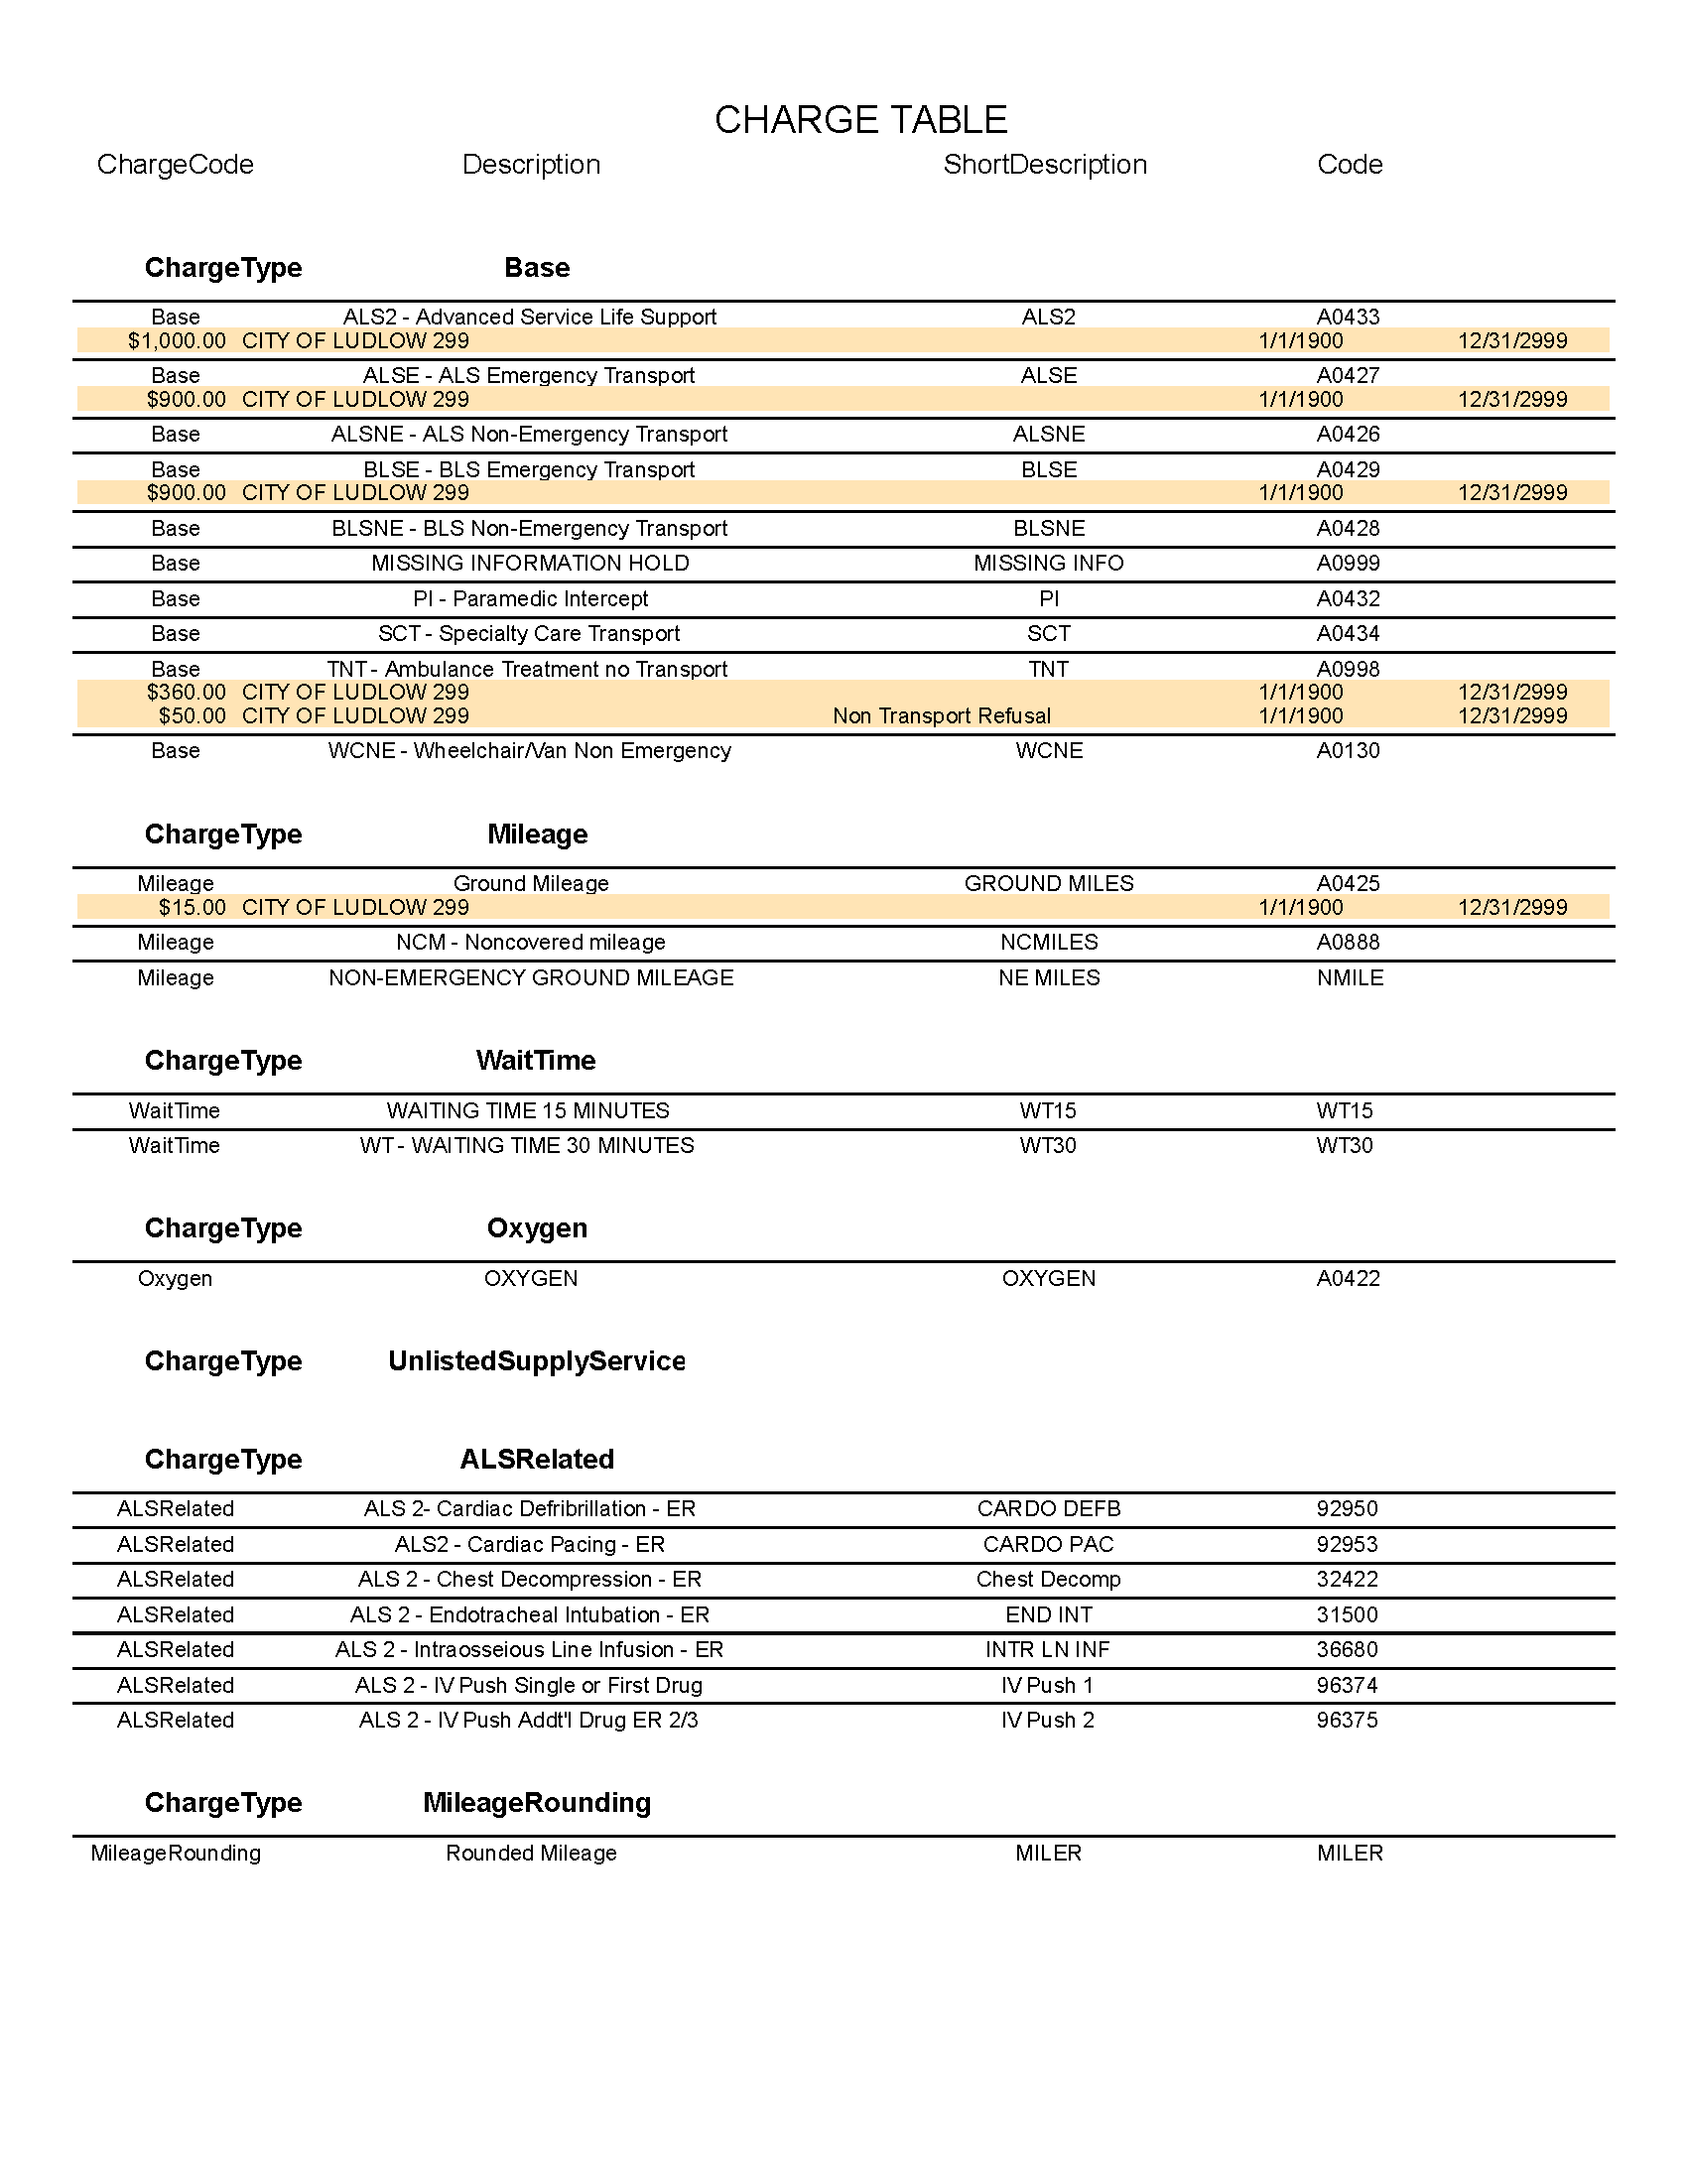 CHARGE TABLE
ChargeCode Description ShortDescription Code
ChargeType Base
Base ALS2 - Advanced Service Life Support ALS2 A0433
$1,000.00 CITY OF LUDLOW 299 1/1/1900 12/31/2999
Base ALSE - ALS Emergency Transport ALSE A0427
$900.00 CITY OF LUDLOW 299 1/1/1900 12/31/2999
Base ALSNE - ALS Non-Emergency Transport ALSNE A0426
Base BLSE - BLS Emergency Transport BLSE A0429
$900.00 CITY OF LUDLOW 299 1/1/1900 12/31/2999
Base BLSNE - BLS Non-Emergency Transport BLSNE A0428
Base MISSING INFORMATION HOLD MISSING INFO A0999
Base PI - Paramedic Intercept PI A0432
Base SCT - Specialty Care Transport SCT A0434
Base TNT - Ambulance Treatment no Transport TNT A0998
$360.00 CITY OF LUDLOW 299 1/1/1900 12/31/2999
$50.00 CITY OF LUDLOW 299 Non Transport Refusal 1/1/1900 12/31/2999
Base WCNE - Wheelchair/Van Non Emergency WCNE A0130
ChargeType Mileage
Mileage Ground Mileage GROUND MILES A0425
$15.00 CITY OF LUDLOW 299 1/1/1900 12/31/2999
Mileage NCM - Noncovered mileage NCMILES A0888
Mileage NON-EMERGENCY GROUND MILEAGE NE MILES NMILE
ChargeType WaitTime
WaitTime WAITING TIME 15 MINUTES WT15 WT15
WaitTime WT - WAITING TIME 30 MINUTES WT30 WT30
ChargeType Oxygen
Oxygen OXYGEN OXYGEN A0422
ChargeType UnlistedSupplyService
ChargeType ALSRelated
ALSRelated ALS 2- Cardiac Defribrillation - ER CARDO DEFB 92950
ALSRelated ALS2 - Cardiac Pacing - ER CARDO PAC 92953
ALSRelated ALS 2 - Chest Decompression - ER Chest Decomp 32422
ALSRelated ALS 2 - Endotracheal Intubation - ER END INT 31500
ALSRelated ALS 2 - Intraosseious Line Infusion - ER INTR LN INF 36680
ALSRelated ALS 2 - IV Push Single or First Drug IV Push 1 96374
ALSRelated ALS 2 - IV Push Addt'l Drug ER 2/3 IV Push 2 96375
ChargeType MileageRounding
MileageRounding Rounded Mileage MILER MILER